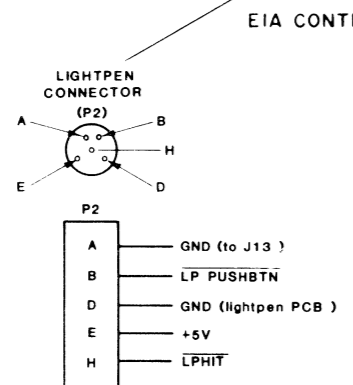 EIA CONT
LIGHTPEN
CONNECTOR
(P2)
A B
H
E D
P2
A GND (to J13 )
B LP PUSHBTN
D GND (lightpen PCB )
E +5V
H LPHIT